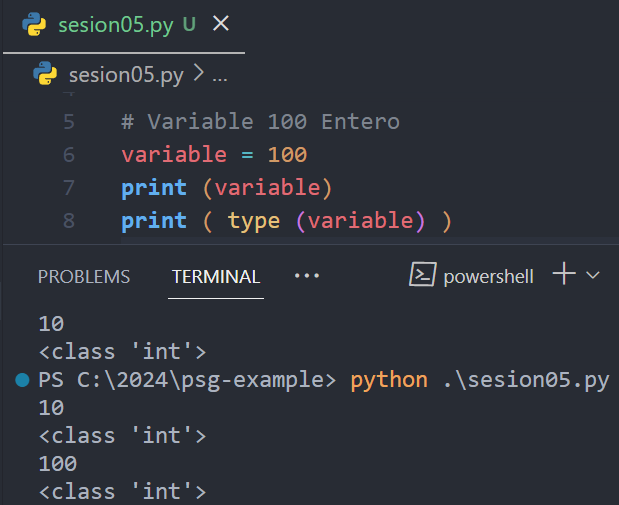 sesion05.py U ×
sesion05.py > ...
5 # Variable 100 Entero
6 variable = 100
7 print (variable)
8 print ( type (variable) )
PROBLEMS TERMINAL ··· powershell + ∨
10
<class 'int'>
PS C:\2024\psg-example> python .\sesion05.py
10
<class 'int'>
100
<class 'int'>